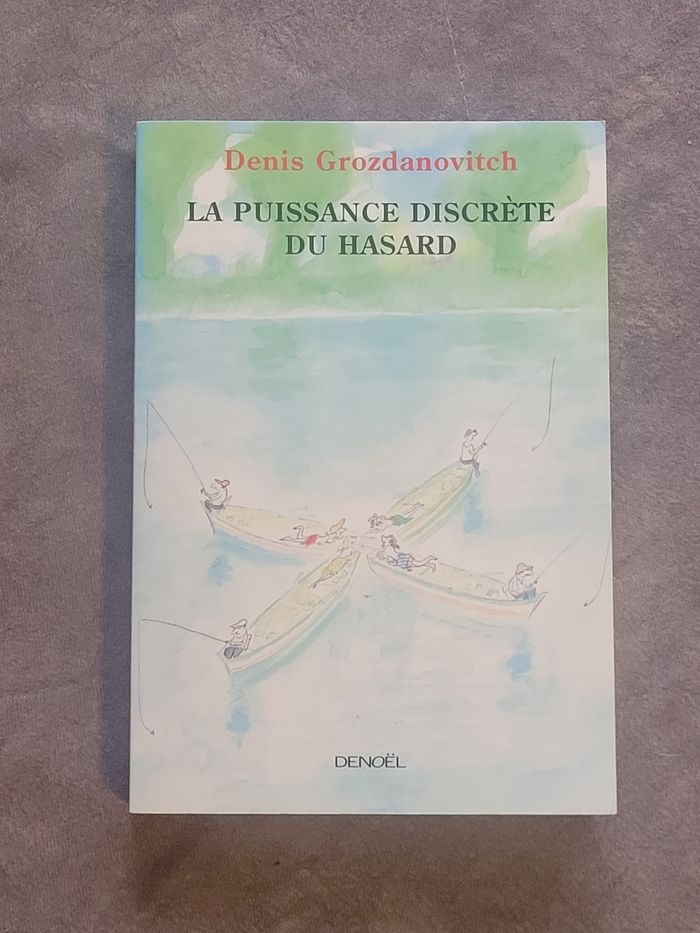 Denis Grozdanovitch
LA PUISSANCE DISCRÈTE
DU HASARD
DENOËL